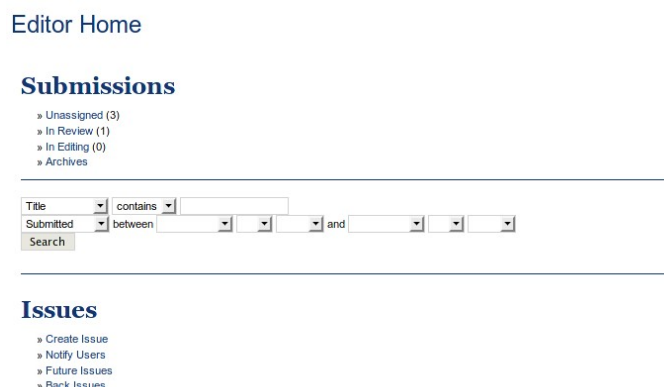 Editor Home
Submissions
» Unassigned (3)
» In Review (1)
» In Editing (0)
» Archives
Title contains
Submitted between and
Search
Issues
» Create Issue
» Notify Users
» Future Issues
» Back Issues